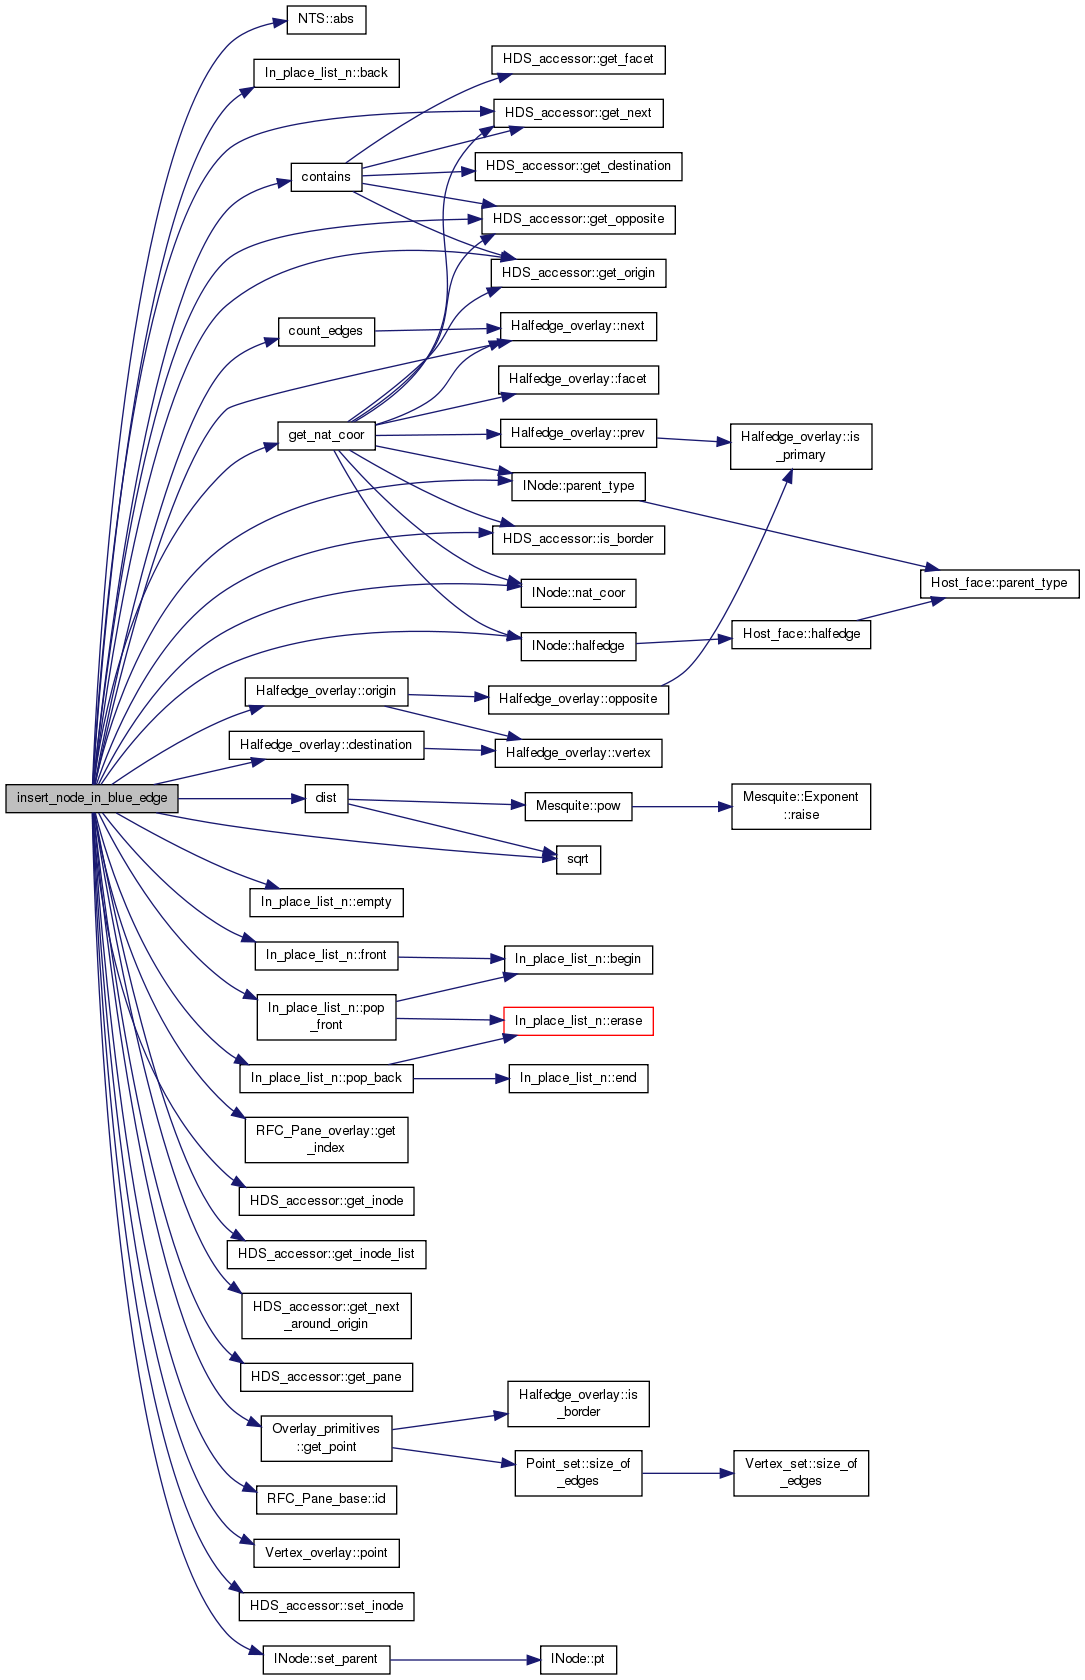 NTS::abs
In_place_list_n::back
HDS_accessor::get_facet
HDS_accessor::get_next
contains
HDS_accessor::get_destination
HDS_accessor::get_opposite
HDS_accessor::get_origin
count_edges
Halfedge_overlay::next
Halfedge_overlay::facet
get_nat_coor
Halfedge_overlay::prev
Halfedge_overlay::is
_primary
INode::parent_type
HDS_accessor::is_border
Host_face::parent_type
INode::nat_coor
INode::halfedge
Host_face::halfedge
Halfedge_overlay::origin
Halfedge_overlay::opposite
Halfedge_overlay::destination
Halfedge_overlay::vertex
insert_node_in_blue_edge
dist
Mesquite::pow
Mesquite::Exponent
::raise
sqrt
In_place_list_n::empty
In_place_list_n::front
In_place_list_n::begin
In_place_list_n::pop
_front
In_place_list_n::erase
In_place_list_n::pop_back
In_place_list_n::end
RFC_Pane_overlay::get
_index
HDS_accessor::get_inode
HDS_accessor::get_inode_list
HDS_accessor::get_next
_around_origin
HDS_accessor::get_pane
Halfedge_overlay::is
_border
Overlay_primitives
::get_point
Point_set::size_of
_edges
Vertex_set::size_of
_edges
RFC_Pane_base::id
Vertex_overlay::point
HDS_accessor::set_inode
INode::set_parent
INode::pt